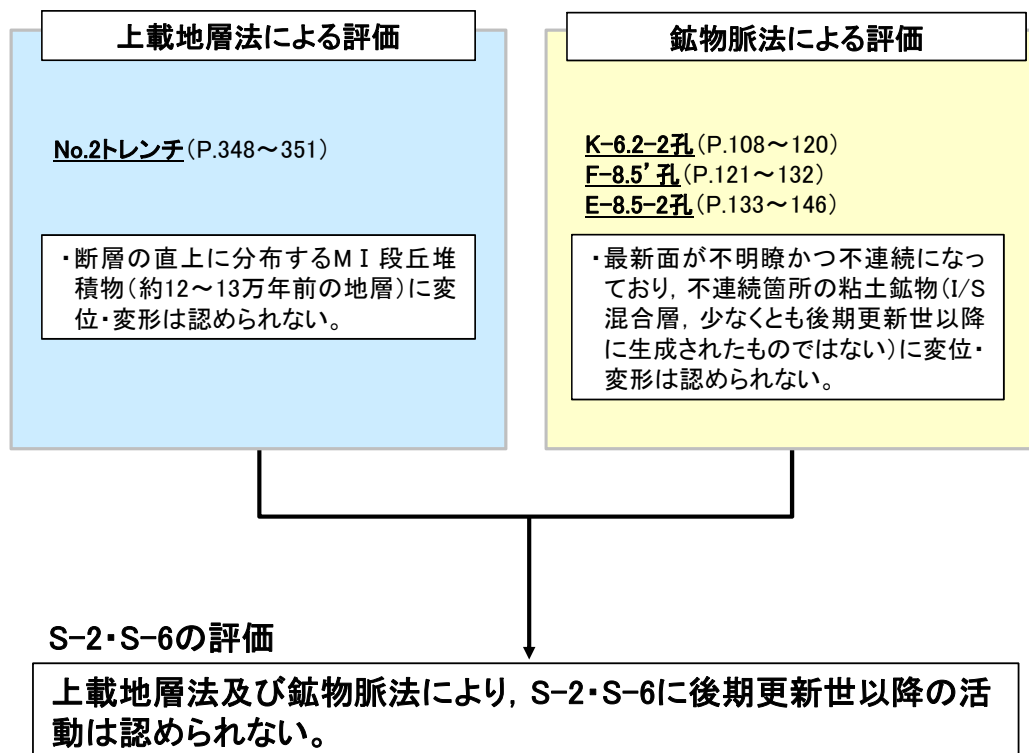 上載地層法による評価
No.2トレンチ(P.348～351)
・断層の直上に分布するMⅠ段丘堆
積物(約12～13万年前の地層)に変
位・変形は認められない。
鉱物脈法による評価
K-6.2-2孔(P.108～120)
F-8.5’孔(P.121～132)
E-8.5-2孔(P.133～146)
・最新面が不明瞭かつ不連続になっ
ており，不連続箇所の粘土鉱物(I/S
混合層，少なくとも後期更新世以降
に生成されたものではない)に変位・
変形は認められない。
S-2・S-6の評価
上載地層法及び鉱物脈法により，S-2・S-6に後期更新世以降の活
動は認められない。